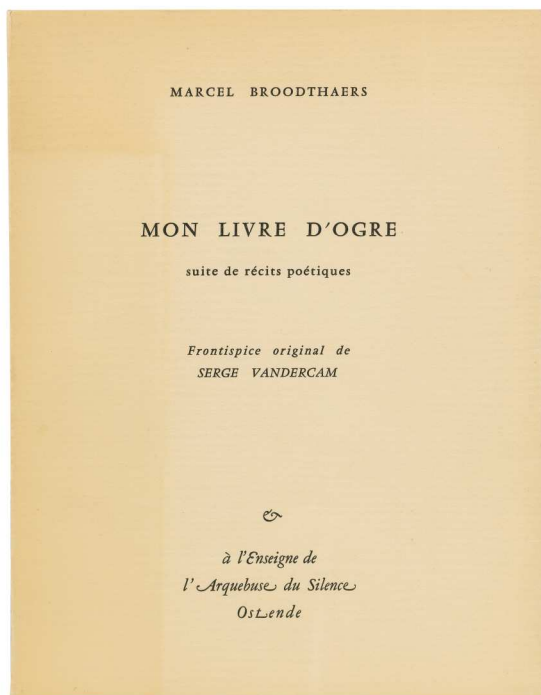 MARCEL BROODTHAERS
MON LIVRE D'OGRE
suite de récits poétiques
Frontispice original de
SERGE VANDERCAM
&
à l'Enseigne de
l'Arquebuse du Silence
Ostende